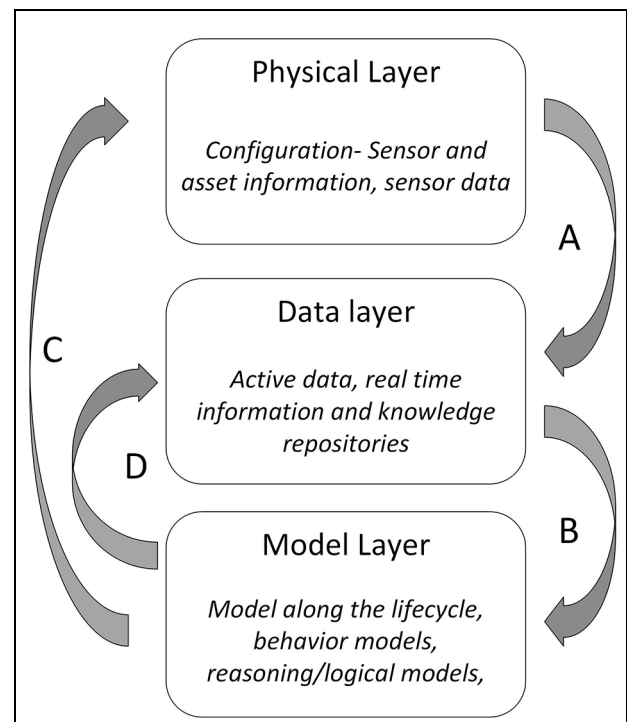 Physical Layer
Configuration- Sensor and
asset information, sensor data
A
Data layer
C
Active data, real time
information and knowledge
repositories
D
B
Model Layer
Model along the lifecycle,
behavior models,
reasoning/logical models,